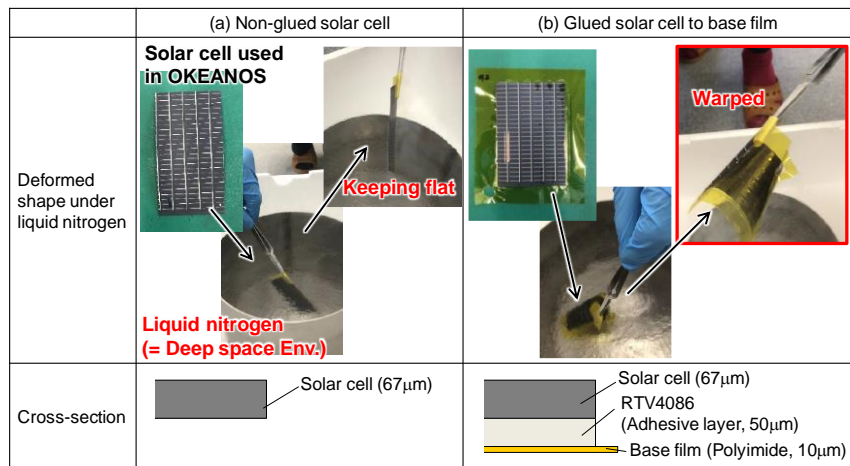 (a) Non-glued solar cell
(b) Glued solar cell to base film
Deformed
shape under
liquid nitrogen
Solar cell used
in OKEANOS
Keeping flat
Liquid nitrogen
(= Deep space Env.)
Warped
Cross-section
Solar cell (67μm)
Solar cell (67μm)
RTV4086
(Adhesive layer, 50μm)
Base film (Polyimide, 10μm)